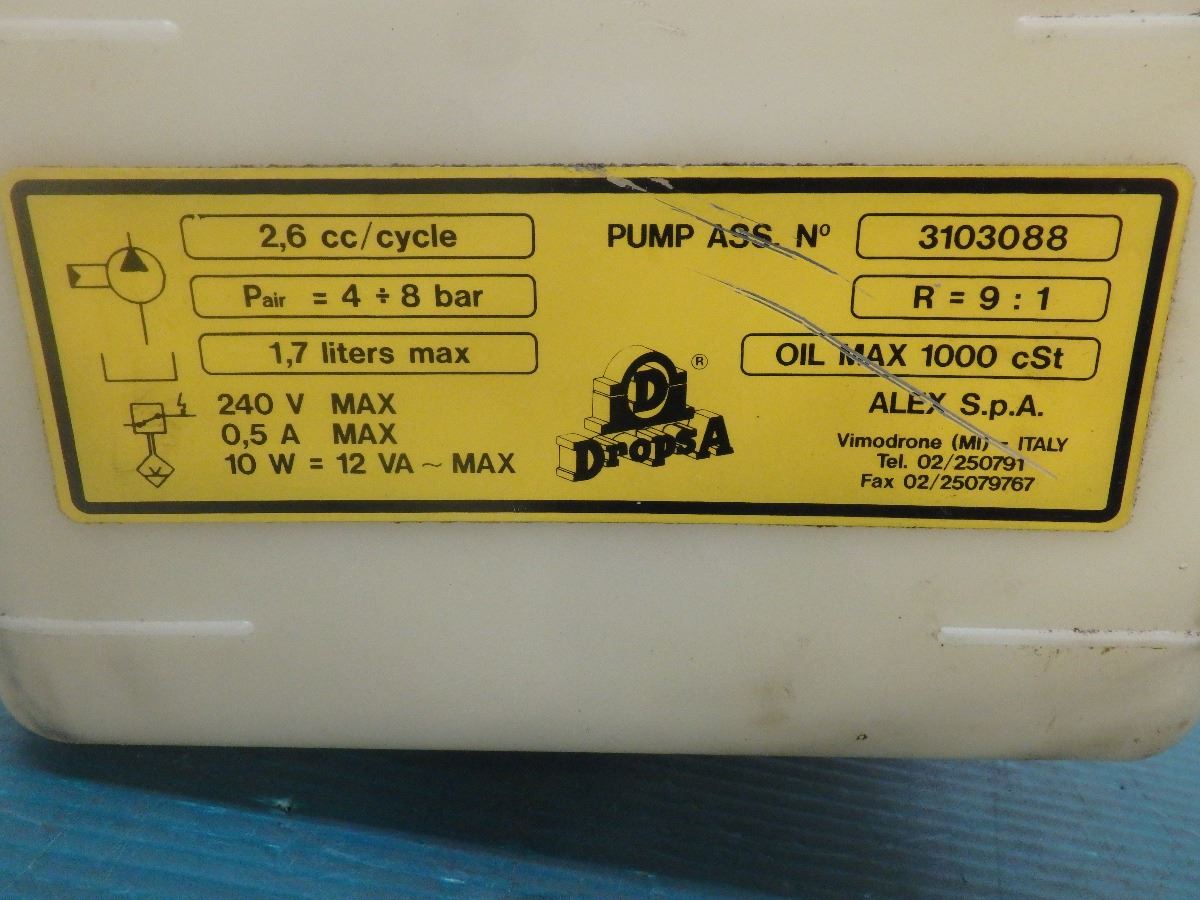 2,6 cc/cycle
Pair = 4 ÷ 8 bar
1,7 liters max
240 V MAX
0,5 A MAX
10 W = 12 VA ~ MAX
D
DropsA
®
PUMP ASS. Nº 3103088
R = 9 : 1
OIL MAX 1000 cSt
ALEX S.p.A.
Vimodrone (MI) - ITALY
Tel. 02/250791
Fax 02/25079767